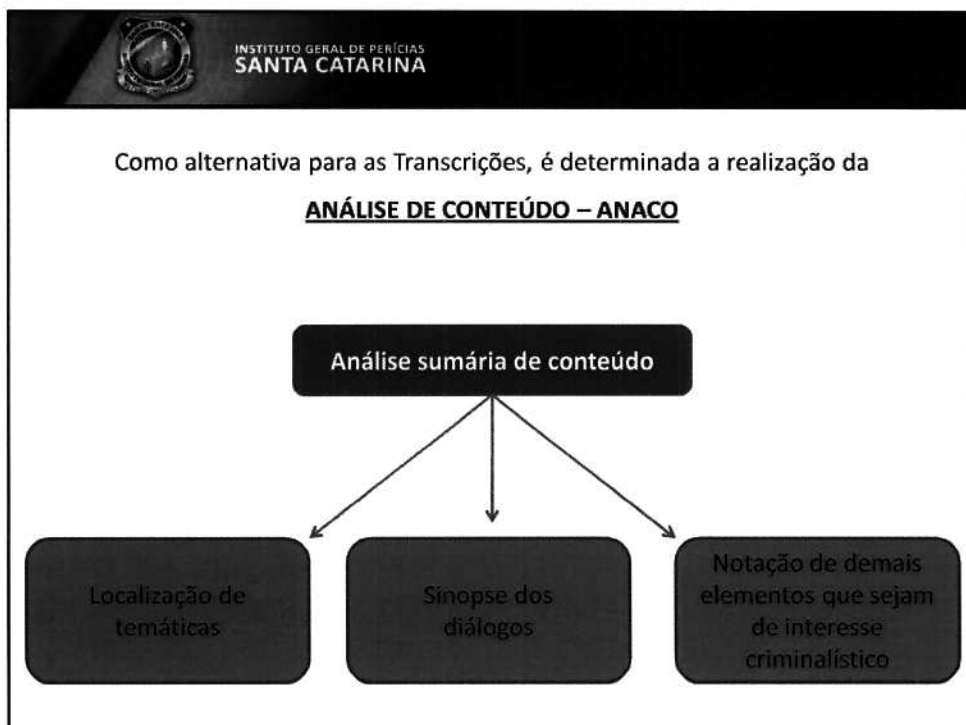 INSTITUTO GERAL DE PERÍCIAS
SANTA CATARINA
Como alternativa para as Transcrições, é determinada a realização da
ANÁLISE DE CONTEÚDO – ANACO
Análise sumária de conteúdo
Localização de
temáticas
Sinopse dos
diálogos
Notação de demais
elementos que sejam
de interesse
criminalístico